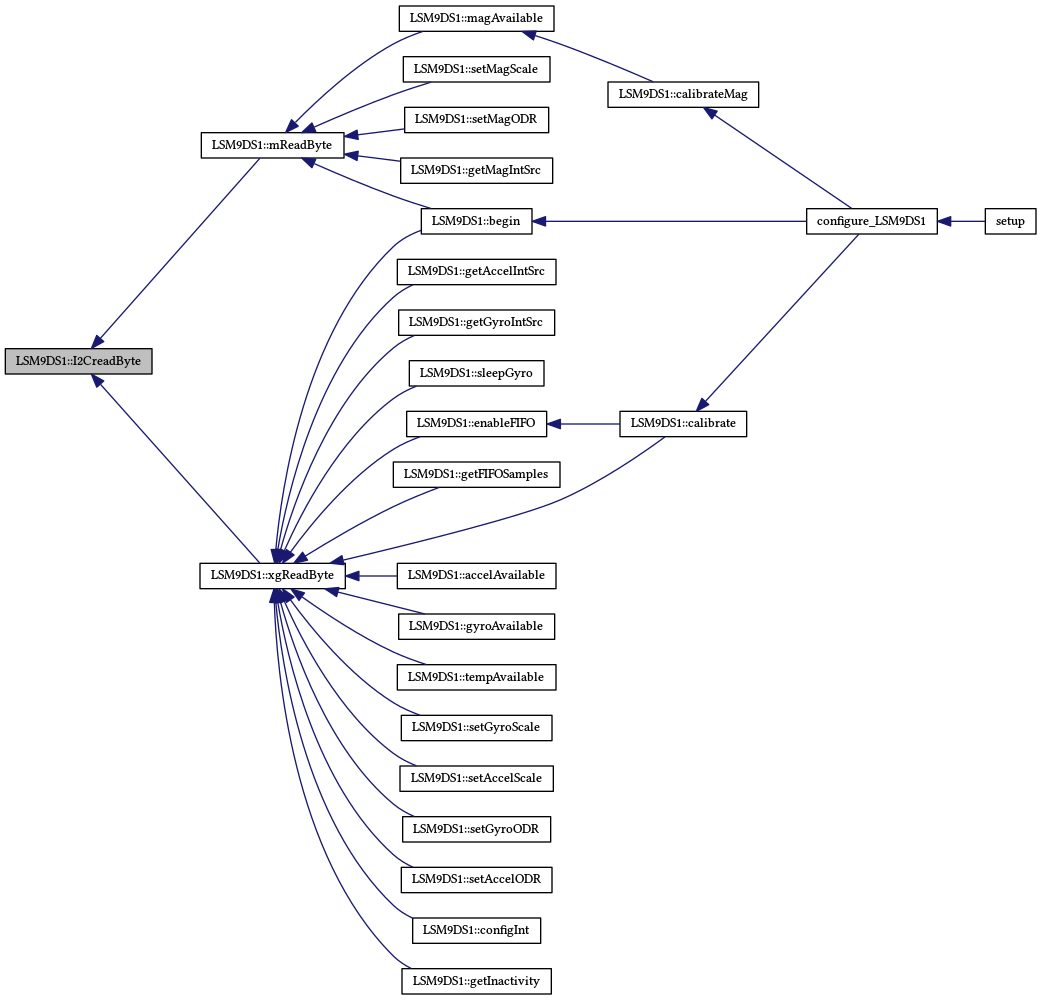 LSM9DS1::magAvailable
LSM9DS1::setMagScale
LSM9DS1::calibrateMag
LSM9DS1::setMagODR
LSM9DS1::mReadByte
LSM9DS1::getMagIntSrc
LSM9DS1::begin
configure_LSM9DS1
setup
LSM9DS1::getAccelIntSrc
LSM9DS1::getGyroIntSrc
LSM9DS1::I2CreadByte
LSM9DS1::sleepGyro
LSM9DS1::enableFIFO
LSM9DS1::calibrate
LSM9DS1::getFIFOSamples
LSM9DS1::xgReadByte
LSM9DS1::accelAvailable
LSM9DS1::gyroAvailable
LSM9DS1::tempAvailable
LSM9DS1::setGyroScale
LSM9DS1::setAccelScale
LSM9DS1::setGyroODR
LSM9DS1::setAccelODR
LSM9DS1::configInt
LSM9DS1::getInactivity